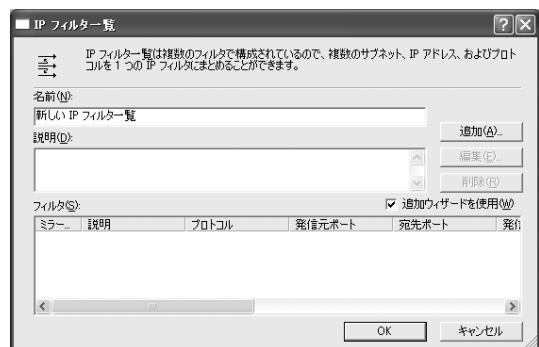 IP フィルター覧
IP フィルター覧は複数のフィルタで構成されているので、複数のサブネット、IP アドレス、およびプロト
コルを 1 つの IP フィルタにまとめることができます。
名前(N):
新しい IP フィルター覧
説明(D):
追加(A)...
編集(E)...
削除(R)
フィルタ(S):
追加ウィザードを使用(W)
ミラー... 説明 プロトコル 発信元ポート 宛先ポート 発信
OK キャンセル